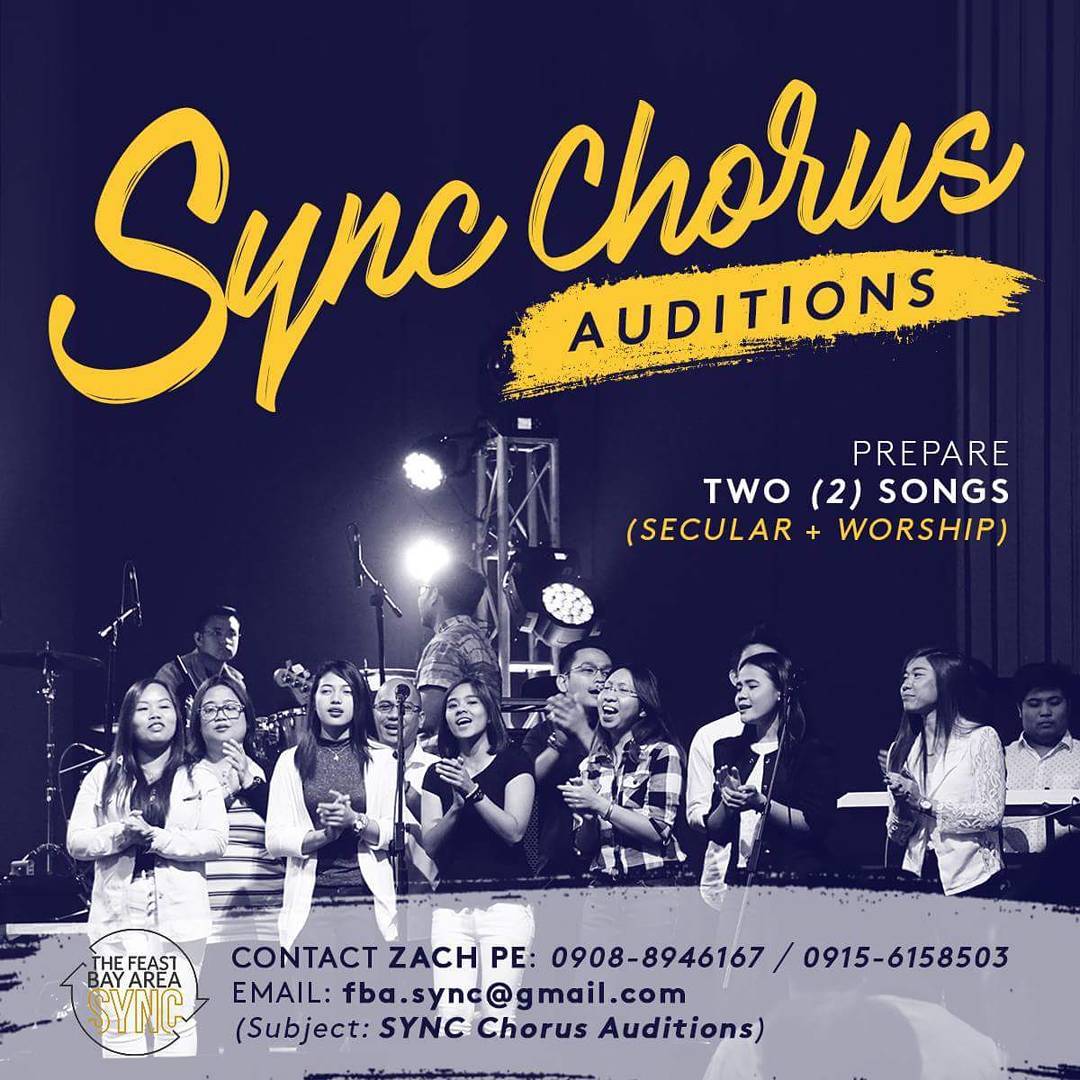 Sync Chorus
AUDITIONS
PREPARE
TWO (2) SONGS
(SECULAR + WORSHIP)
THE FEAST
BAY AREA
SYNC
CONTACT ZACH PE: 0908-8946167 / 0915-6158503
EMAIL: fba.sync@gmail.com
(Subject: SYNC Chorus Auditions)